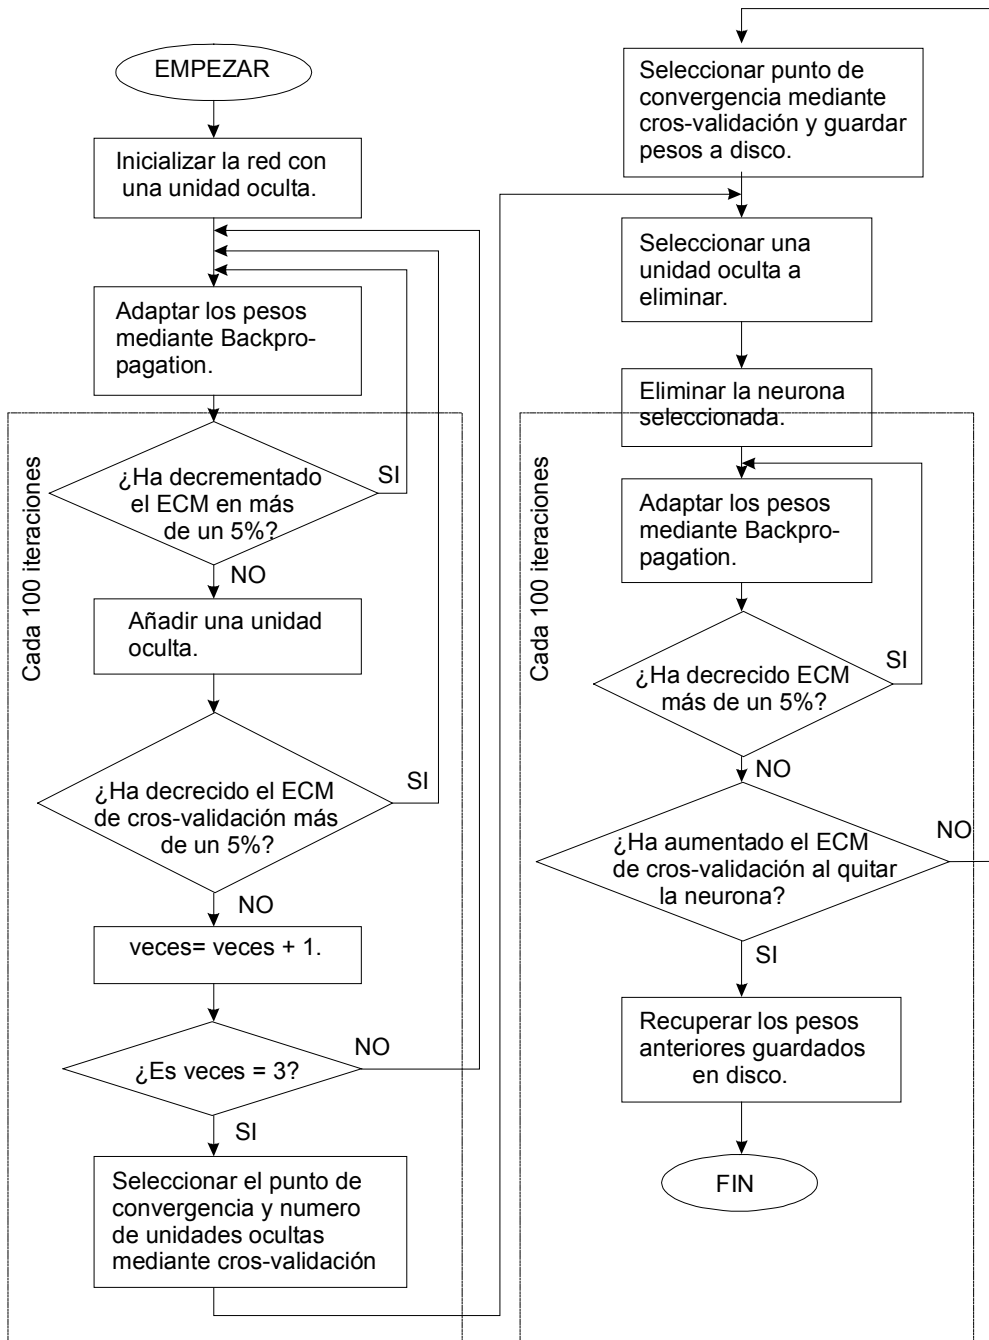 EMPEZAR
Inicializar la red con
una unidad oculta.
Adaptar los pesos
mediante Backpro-
pagation.
Cada 100 iteraciones
¿Ha decrementado
el ECM en más
de un 5%?
SI
NO
Añadir una unidad
oculta.
¿Ha decrecido el ECM
de cros-validación más
de un 5%?
SI
NO
veces= veces + 1.
¿Es veces = 3?
NO
SI
Seleccionar el punto de
convergencia y numero
de unidades ocultas
mediante cros-validación
Seleccionar punto de
convergencia mediante
cros-validación y guardar
pesos a disco.
Seleccionar una
unidad oculta a
eliminar.
Eliminar la neurona
seleccionada.
Cada 100 iteraciones
Adaptar los pesos
mediante Backpro-
pagation.
¿Ha decrecido ECM
más de un 5%?
SI
NO
¿Ha aumentado el ECM
de cros-validación al quitar
la neurona?
NO
SI
Recuperar los pesos
anteriores guardados
en disco.
FIN